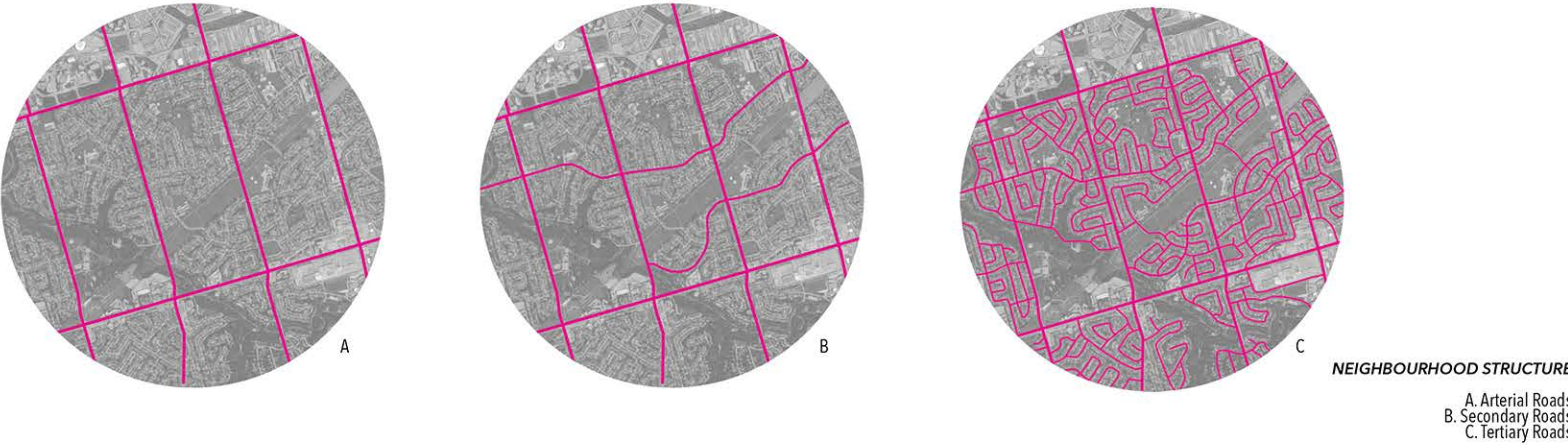 A
B
C
NEIGHBOURHOOD STRUCTURE
A. Arterial Roads
B. Secondary Roads
C. Tertiary Roads